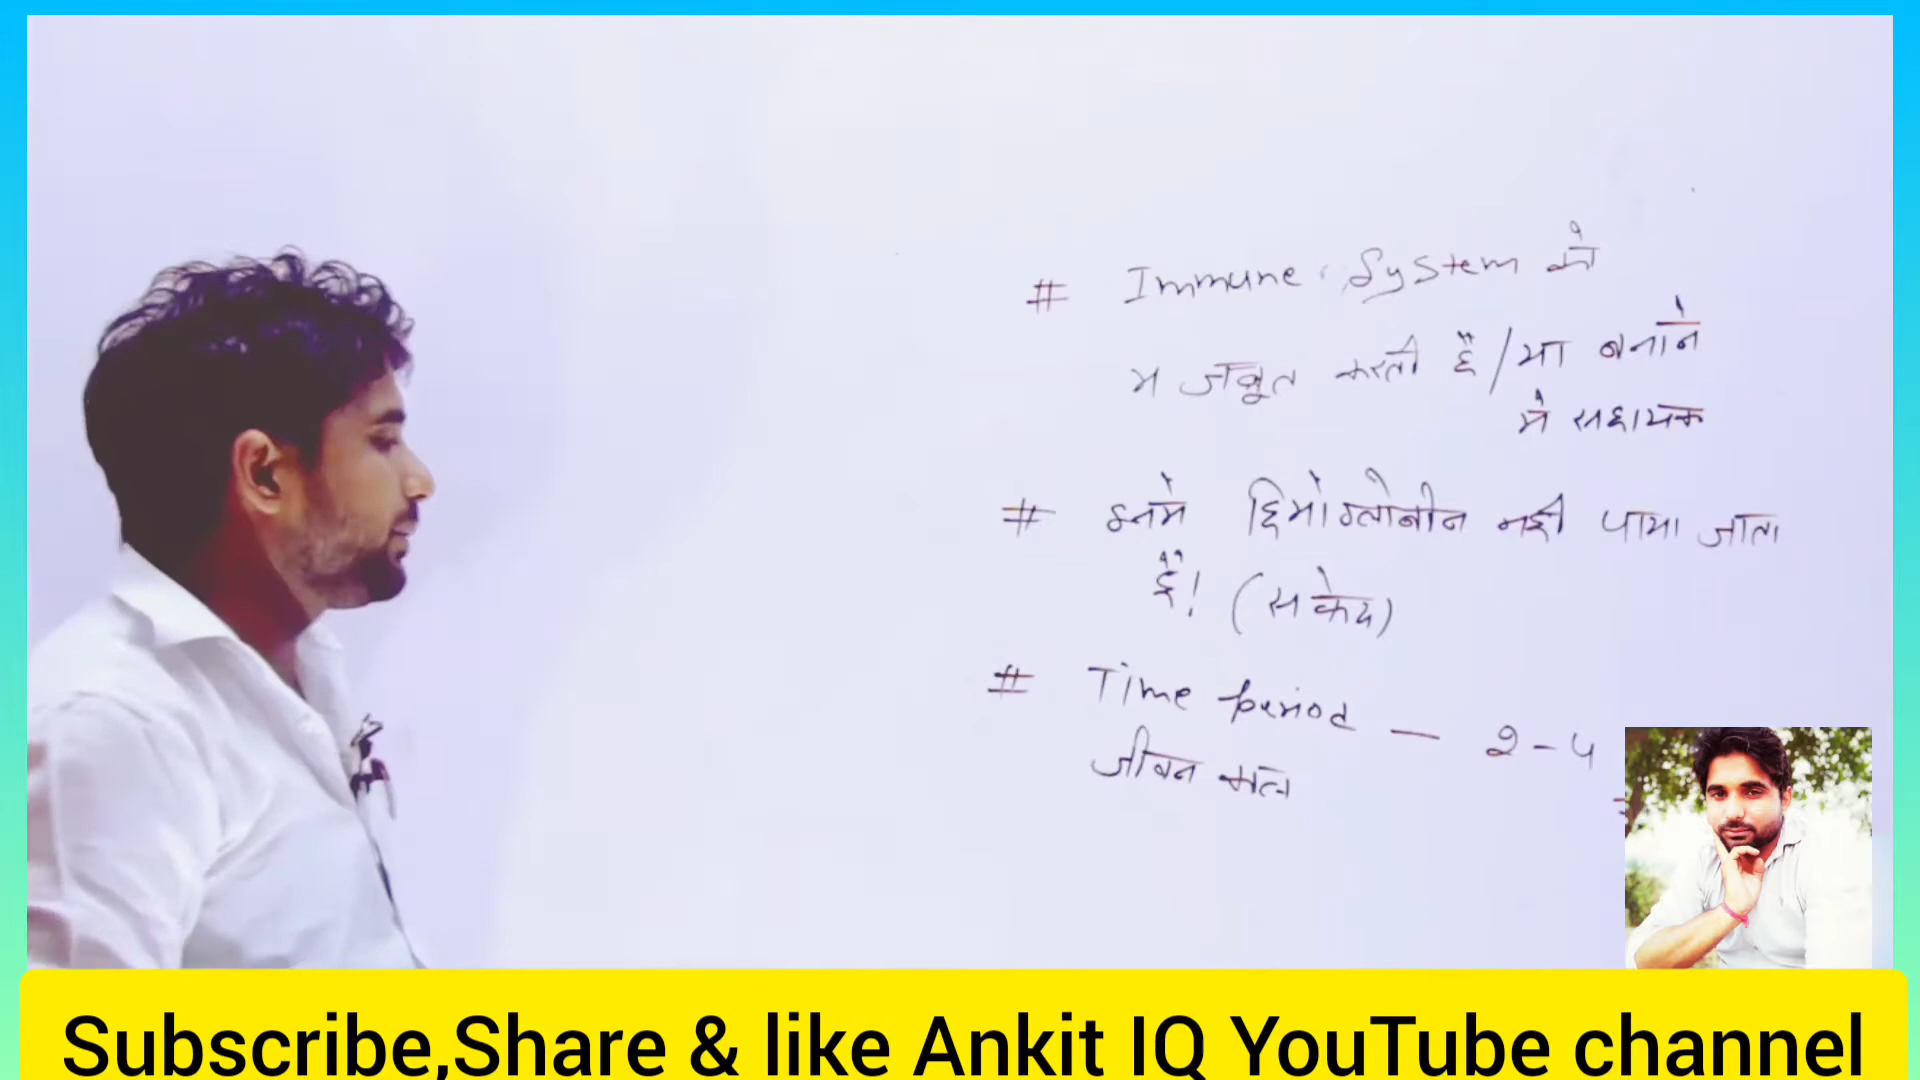 # Immune System को
मजबूत करती है / या बनाने
में सहायक
# इनमे हिमोग्लोबीन नही पाया जाता
है! (सफेद)
# Time period — 2-4
जीवन काल
Subscribe,Share & like Ankit IQ YouTube channel